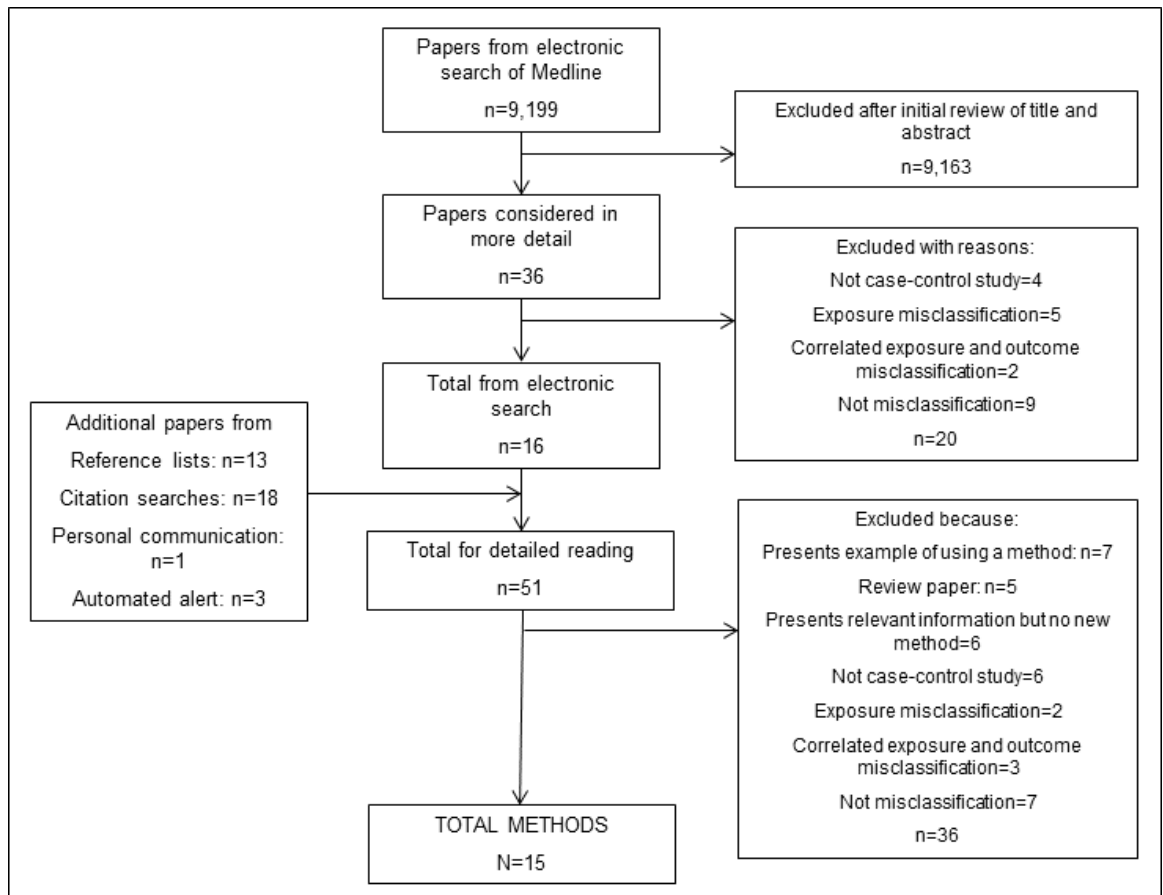 Papers from electronic
search of Medline
n=9,199
Excluded after initial review of title and
abstract
n=9,163
Papers considered in
more detail
n=36
Excluded with reasons:
Not case-control study=4
Exposure misclassification=5
Correlated exposure and outcome
misclassification=2
Not misclassification=9
n=20
Total from electronic
search
n=16
Additional papers from
Reference lists: n=13
Citation searches: n=18
Personal communication:
n=1
Automated alert: n=3
Total for detailed reading
n=51
Excluded because:
Presents example of using a method: n=7
Review paper: n=5
Presents relevant information but no new
method=6
Not case-control study=6
Exposure misclassification=2
Correlated exposure and outcome
misclassification=3
Not misclassification=7
n=36
TOTAL METHODS
N=15